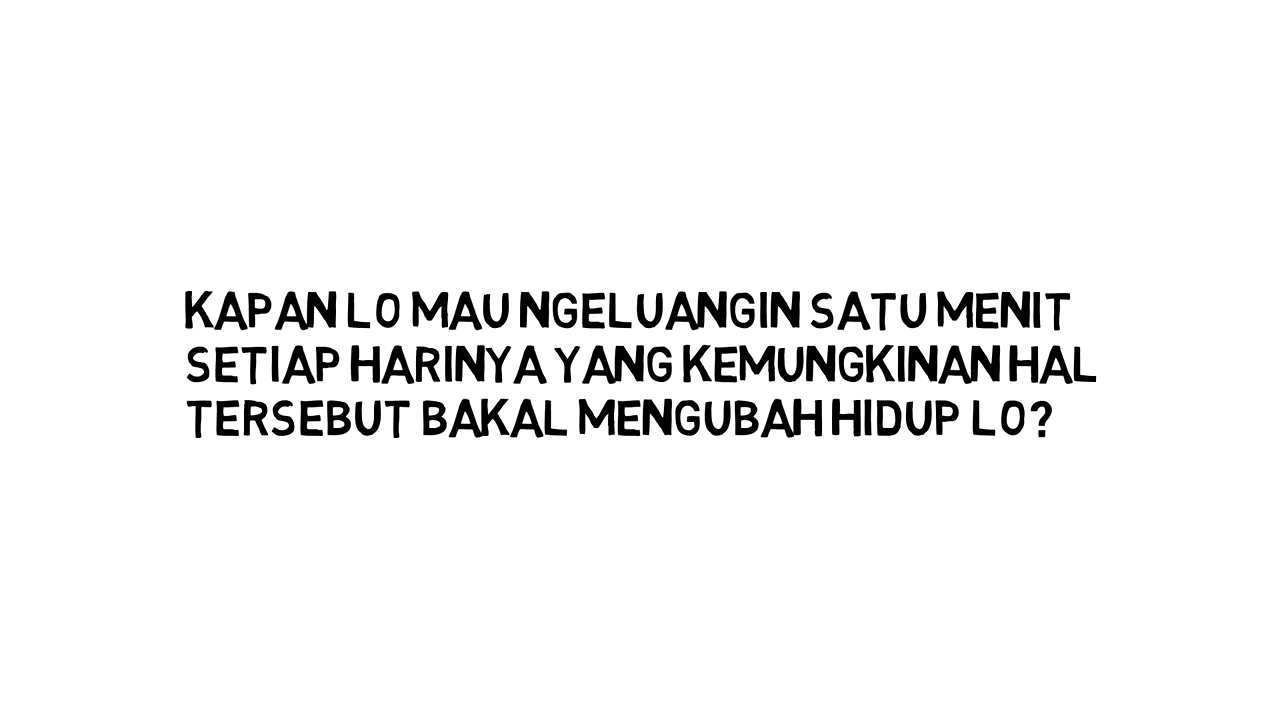 KAPAN LO MAU NGELUANGIN SATU MENIT
SETIAP HARINYA YANG KEMUNGKINAN HAL
TERSEBUT BAKAL MENGUBAH HIDUP LO?